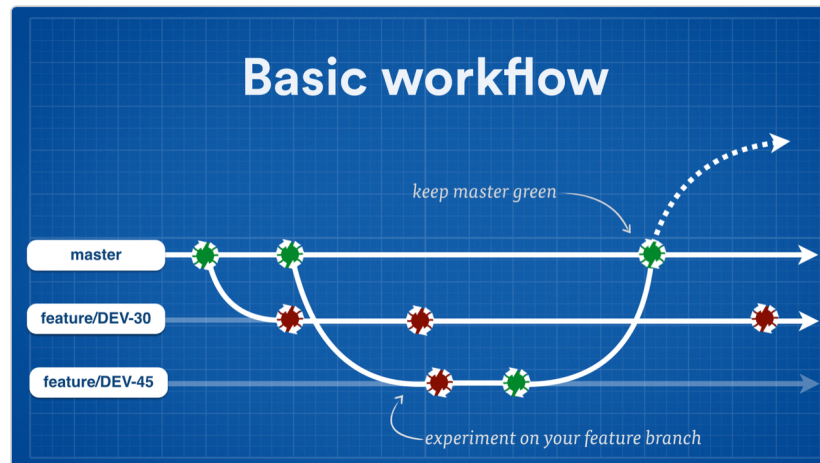 Basic workflow
keep master green
master
feature/DEV-30
feature/DEV-45
experiment on your feature branch